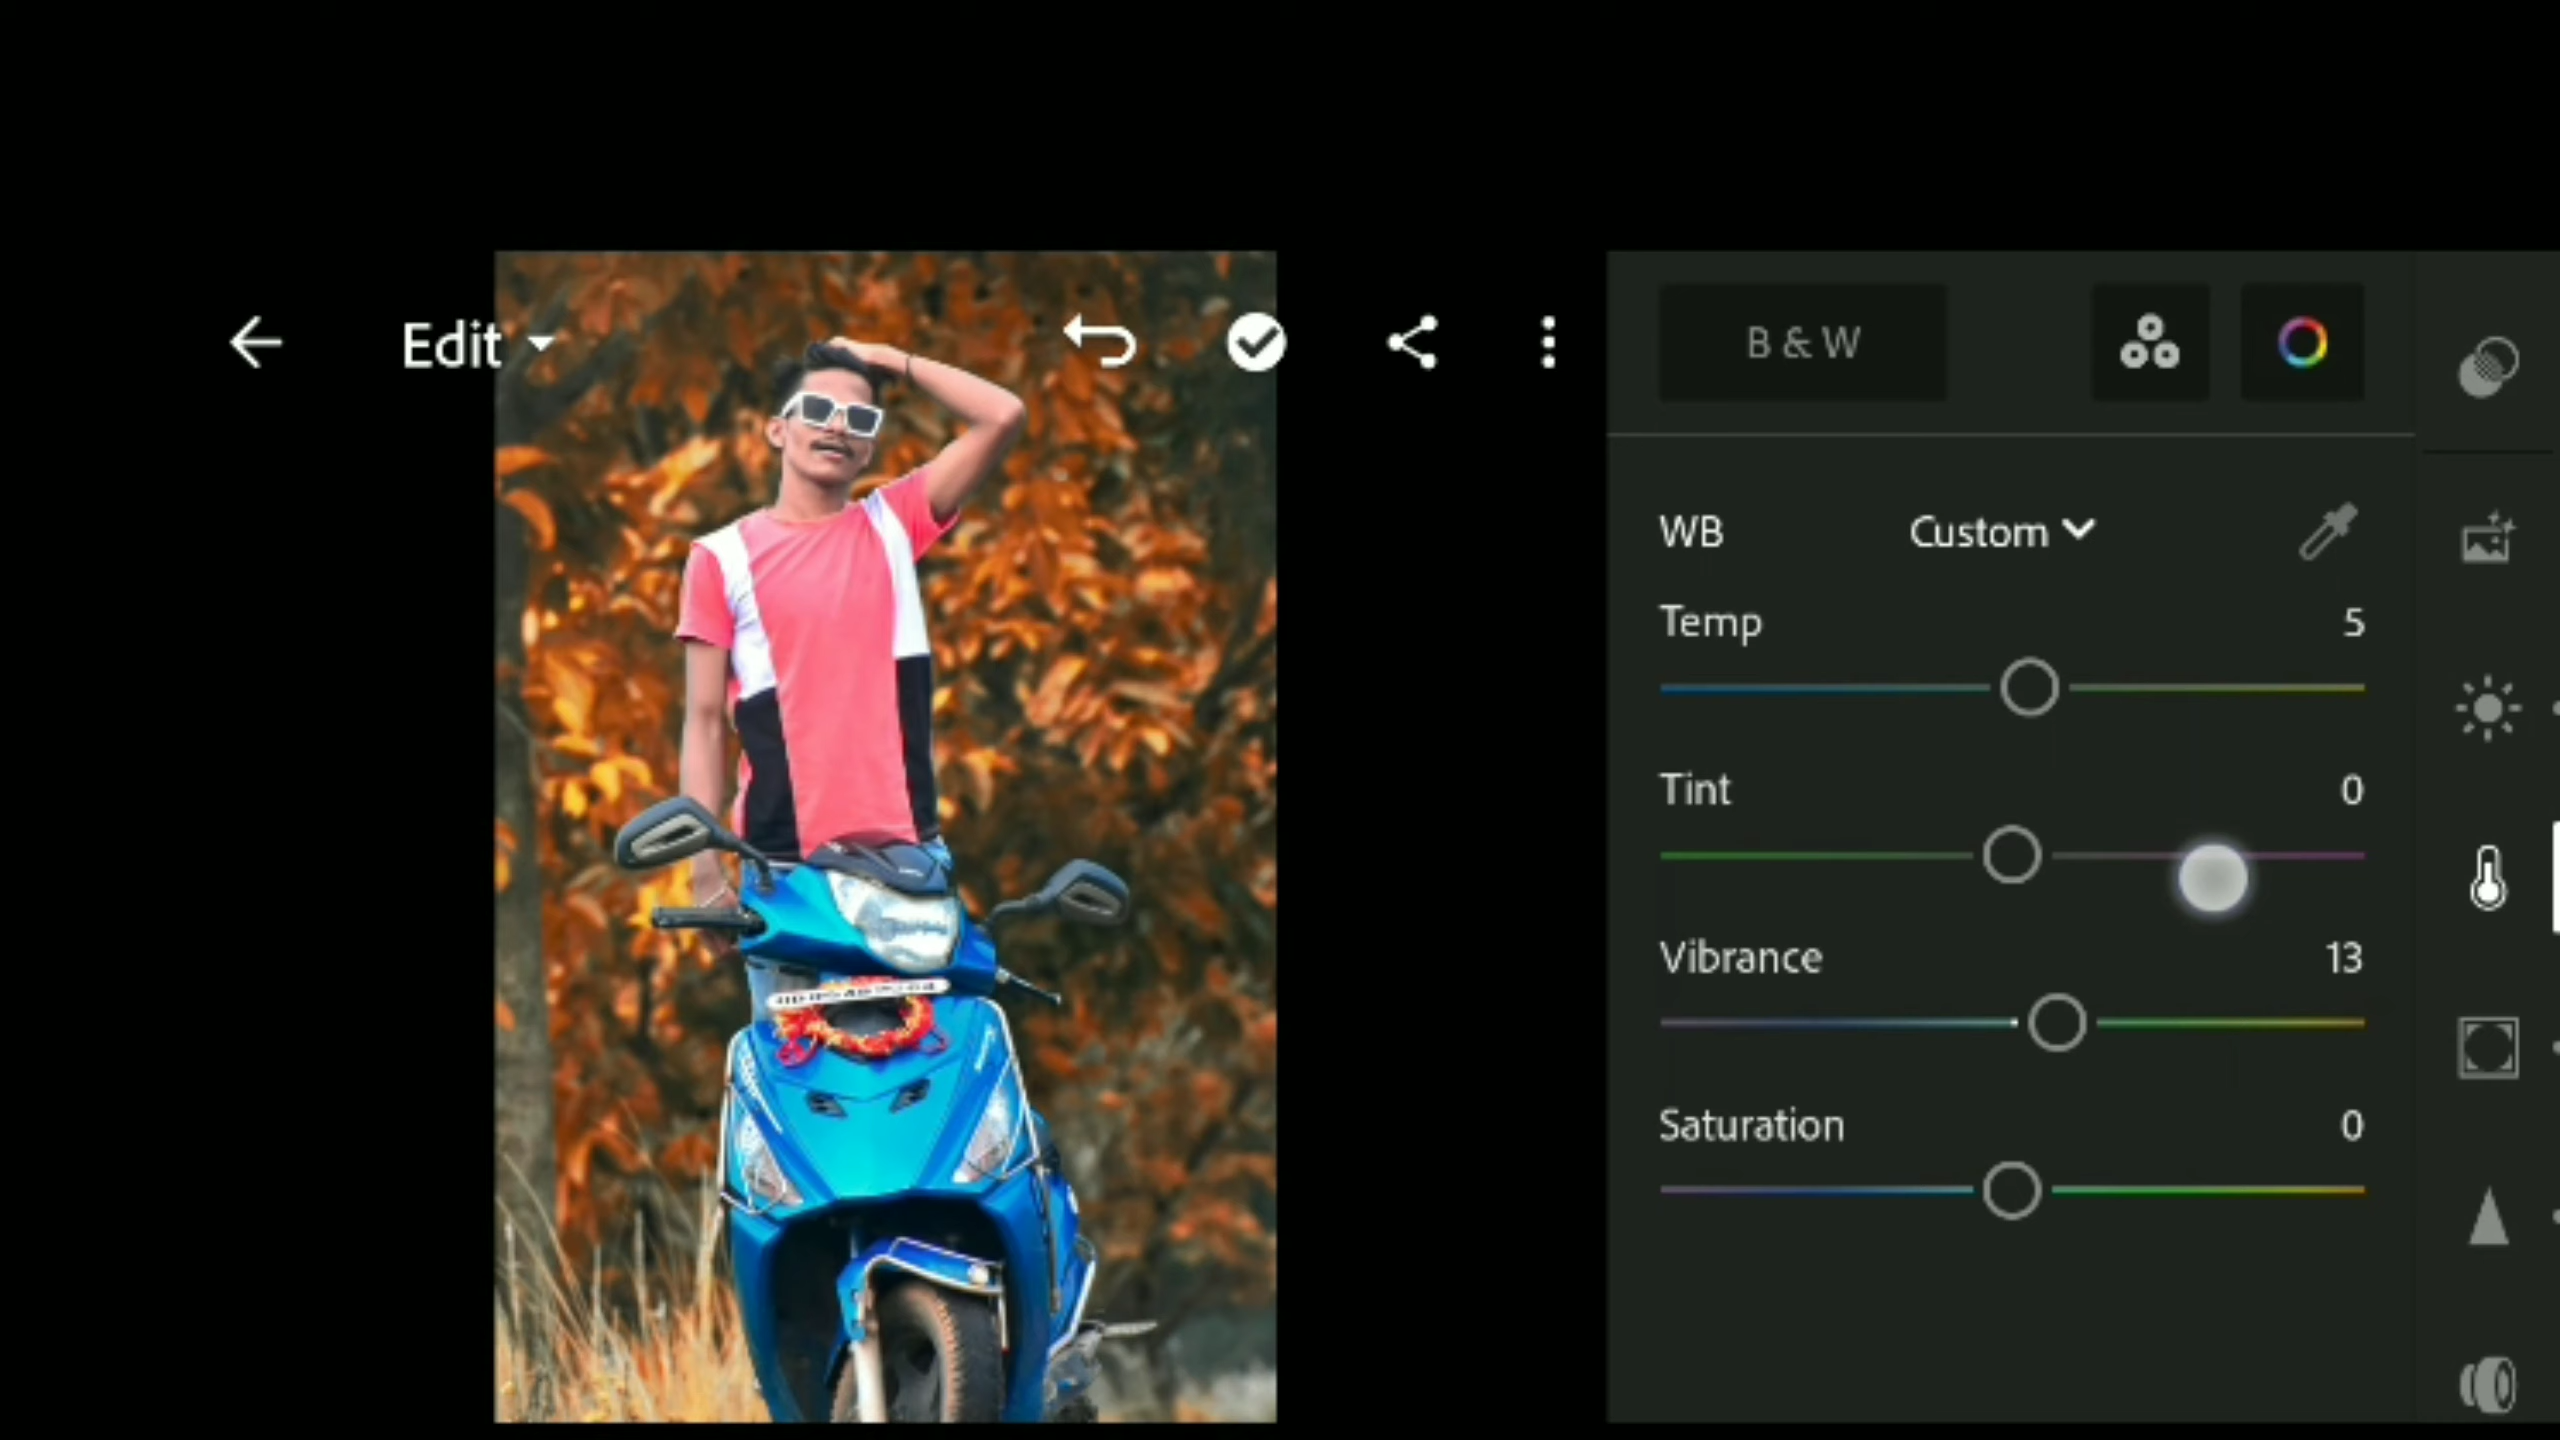 Edit
B & W
WB Custom
Temp 5
Tint 0
Vibrance 13
Saturation 0